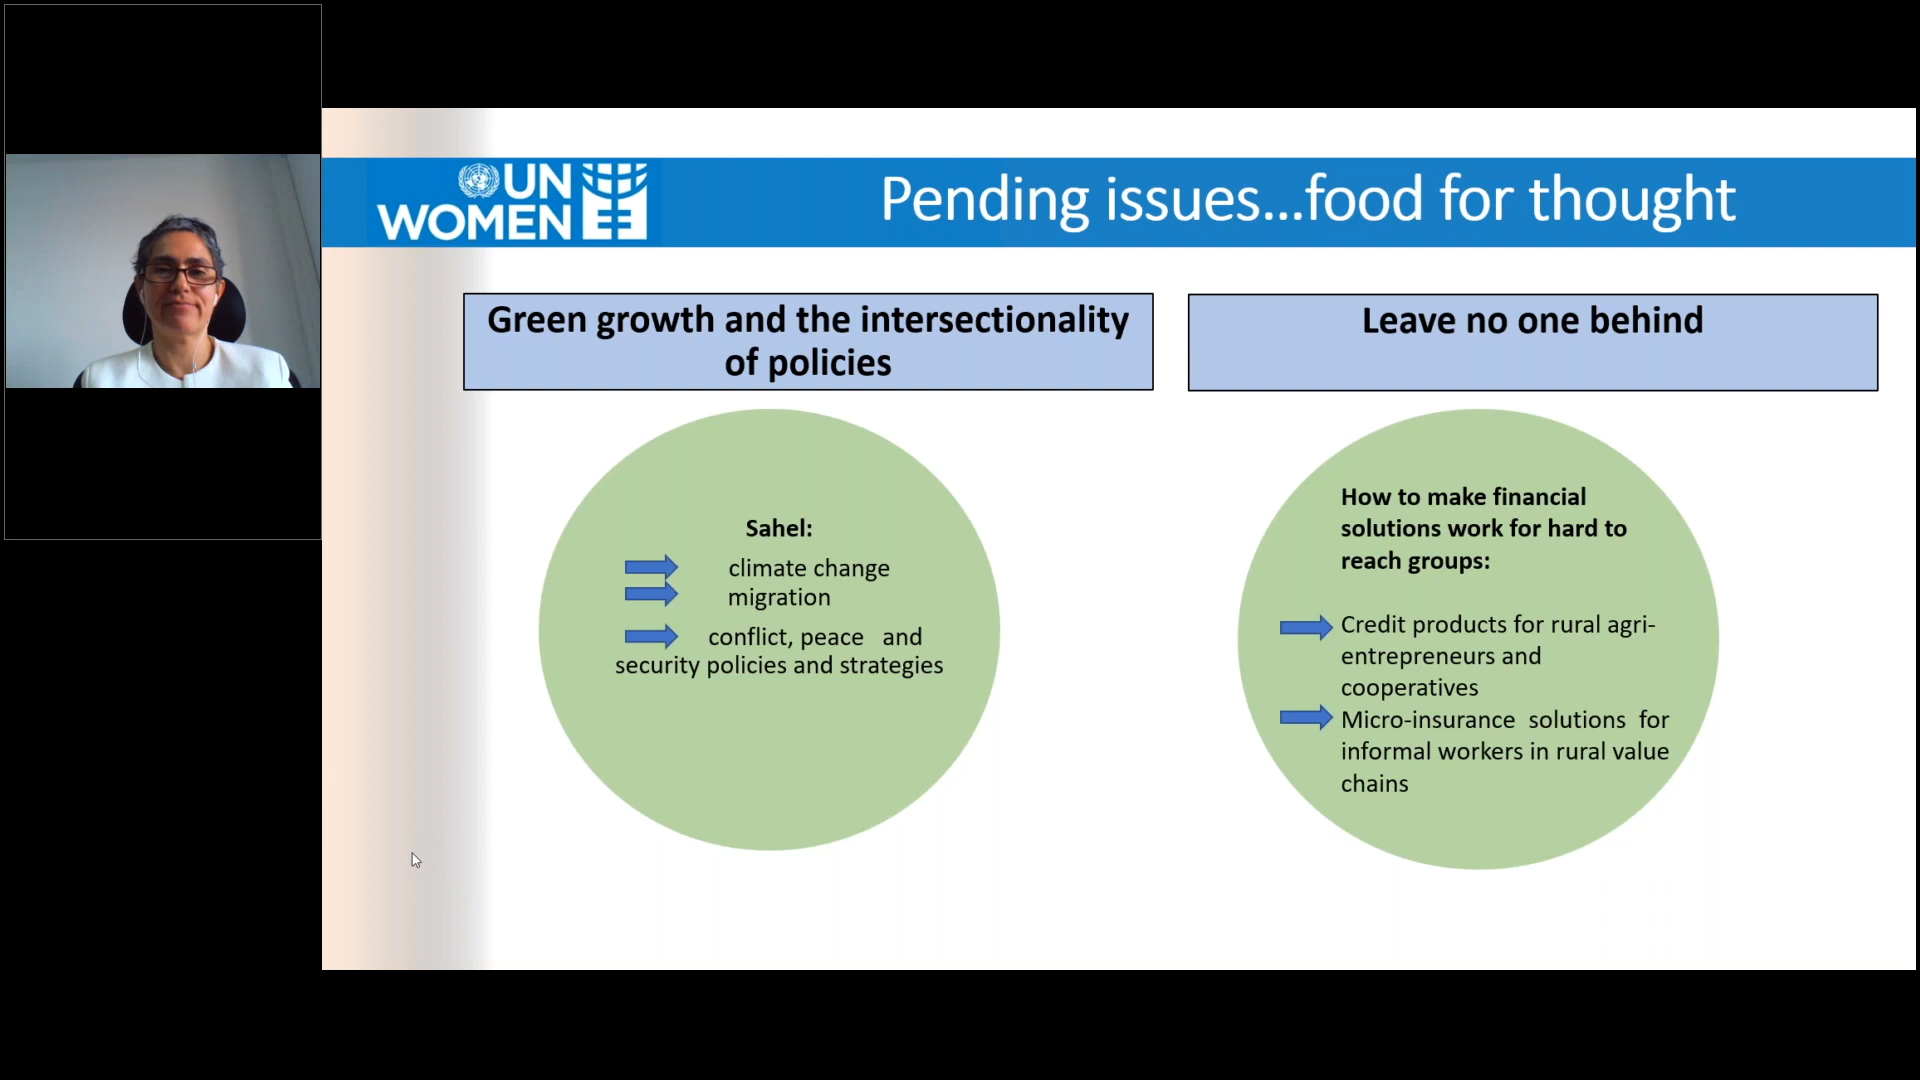 UN
WOMEN
Pending issues...food for thought
Green growth and the intersectionality
of policies
Sahel:
climate change
migration
conflict, peace and
security policies and strategies
Leave no one behind
How to make financial
solutions work for hard to
reach groups:
Credit products for rural agri-
entrepreneurs and
cooperatives
Micro-insurance solutions for
informal workers in rural value
chains